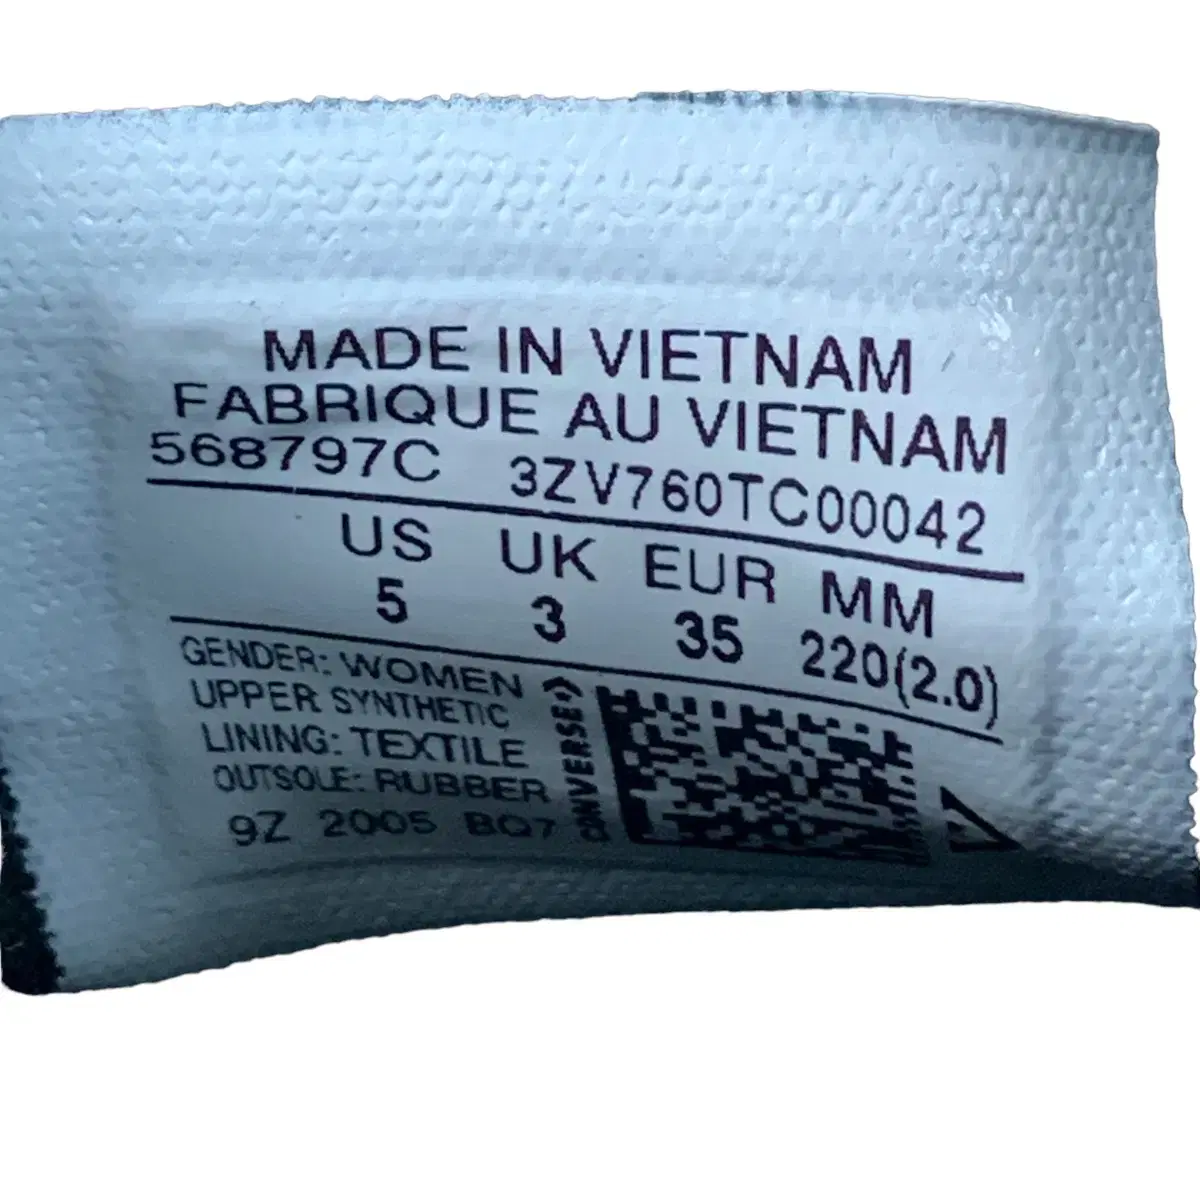 MADE IN VIETNAM
FABRIQUE AU VIETNAM
568797C 3ZV760TC00042
US UK EUR MM
5 3 35 220(2.0)
GENDER: WOMEN
UPPER SYNTHETIC
LINING: TEXTILE
OUTSOLE: RUBBER
9Z 2005 BQ7
CONVERSE